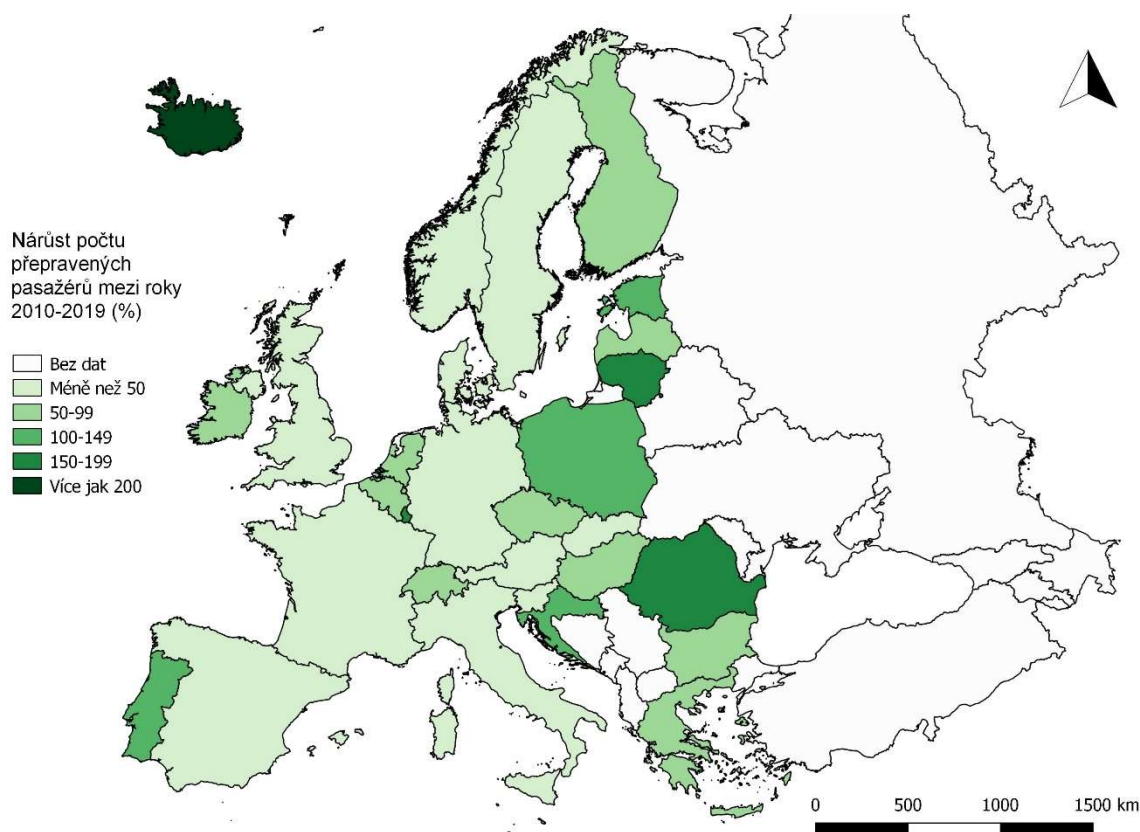 Nárůst počtu
přepravených
pasažérů mezi roky
2010-2019 (%)
Bez dat
Méně než 50
50-99
100-149
150-199
Více jak 200
0 500 1000 1500 km